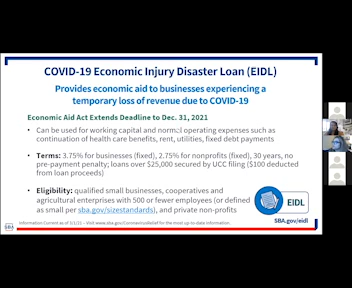 COVID-19 Economic Injury Disaster Loan (EIDL)
Provides economic aid to businesses experiencing a
temporary loss of revenue due to COVID-19
Economic Aid Act Extends Deadline to Dec. 31, 2021
• Can be used for working capital and normal operating expenses such as
continuation of health care benefits, rent, utilities, fixed debt payments
• Terms: 3.75% for businesses (fixed), 2.75% for nonprofits (fixed), 30 years, no
pre-payment penalty; loans over $25,000 secured by UCC filing ($100 deducted
from loan proceeds)
• Eligibility: qualified small businesses, cooperatives and
agricultural enterprises with 500 or fewer employees (or defined
as small per sba.gov/sizestandards), and private non-profits
EIDL
SBA.gov/eidl
SBA
Information Current as of